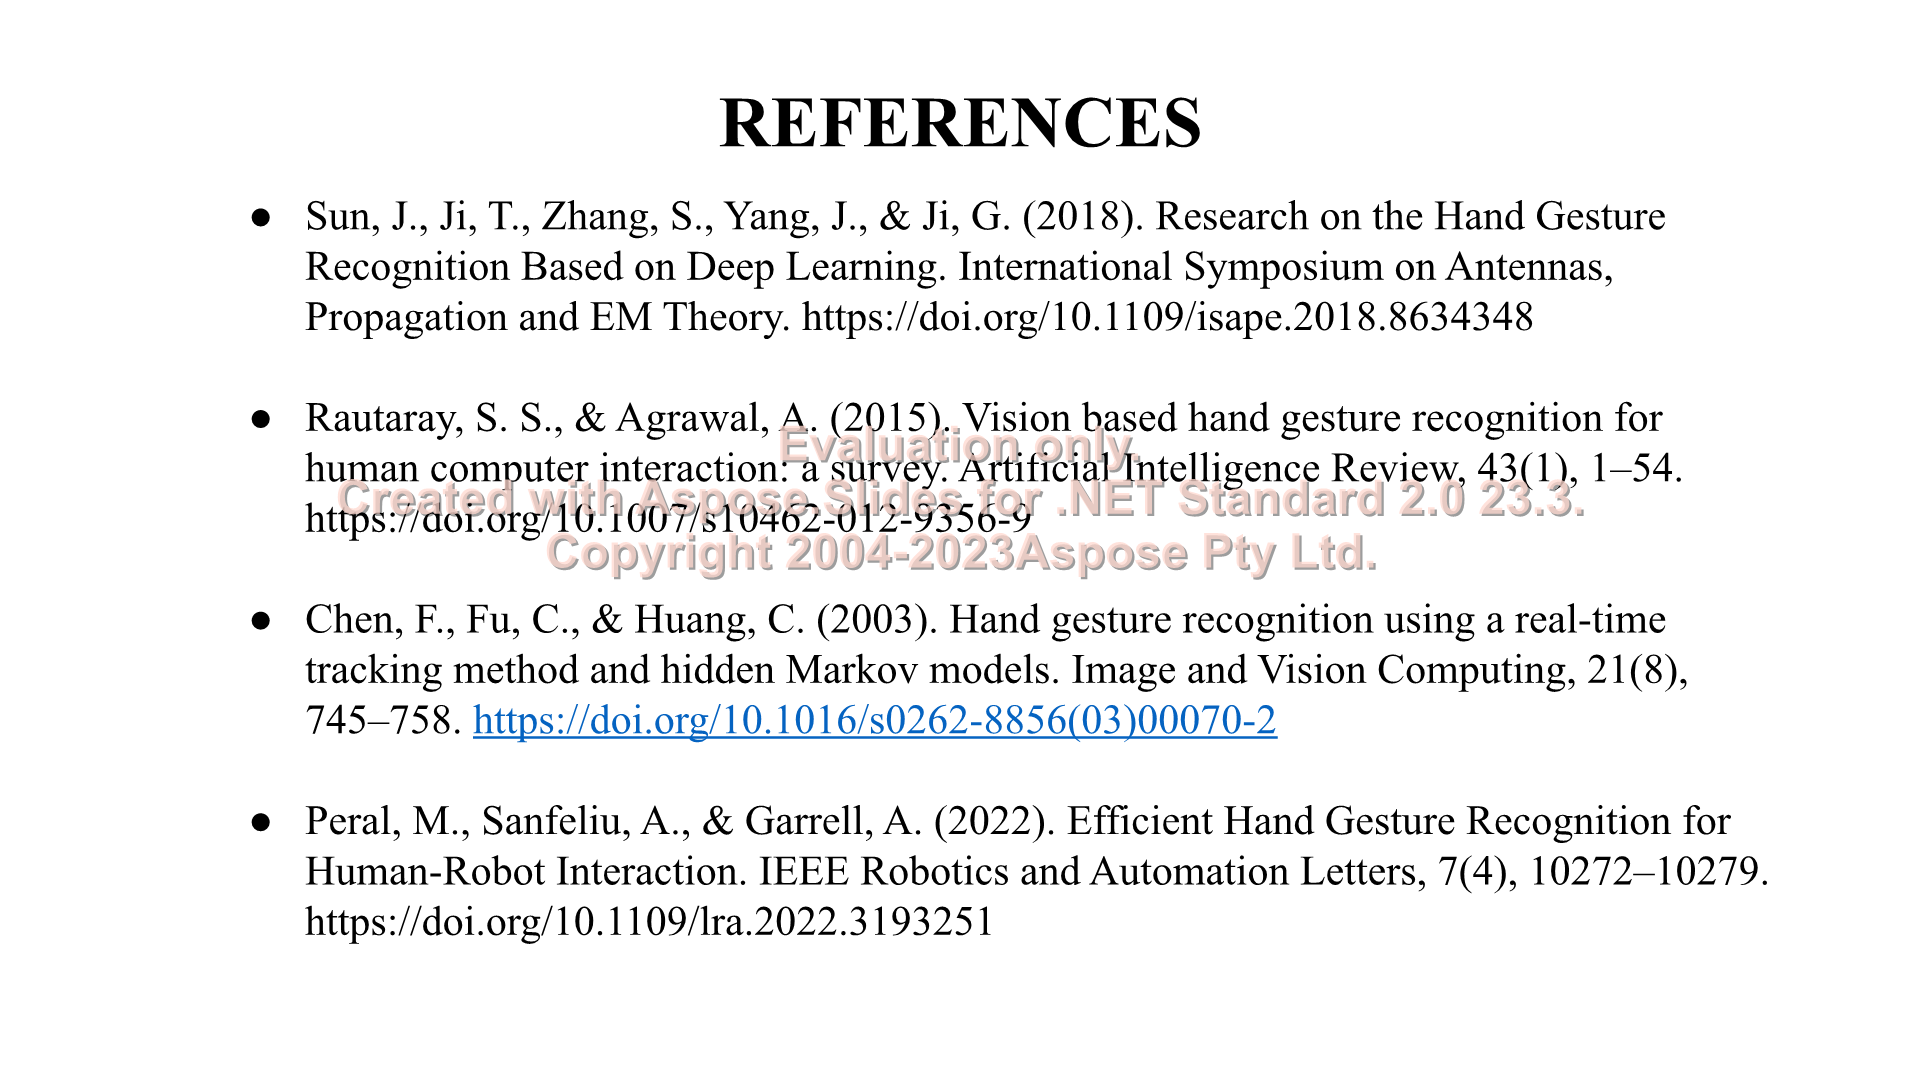 REFERENCES
● Sun, J., Ji, T., Zhang, S., Yang, J., & Ji, G. (2018). Research on the Hand Gesture
Recognition Based on Deep Learning. International Symposium on Antennas,
Propagation and EM Theory. https://doi.org/10.1109/isape.2018.8634348
● Rautaray, S. S., & Agrawal, A. (2015). Vision based hand gesture recognition for
human computer interaction: a survey. Artificial Intelligence Review, 43(1), 1–54.
https://doi.org/10.1007/s10462-012-9356-9
Evaluation only.
Created with Aspose.Slides for .NET Standard 2.0 23.3.
Copyright 2004-2023Aspose Pty Ltd.
● Chen, F., Fu, C., & Huang, C. (2003). Hand gesture recognition using a real-time
tracking method and hidden Markov models. Image and Vision Computing, 21(8),
745–758. https://doi.org/10.1016/s0262-8856(03)00070-2
● Peral, M., Sanfeliu, A., & Garrell, A. (2022). Efficient Hand Gesture Recognition for
Human-Robot Interaction. IEEE Robotics and Automation Letters, 7(4), 10272–10279.
https://doi.org/10.1109/lra.2022.3193251